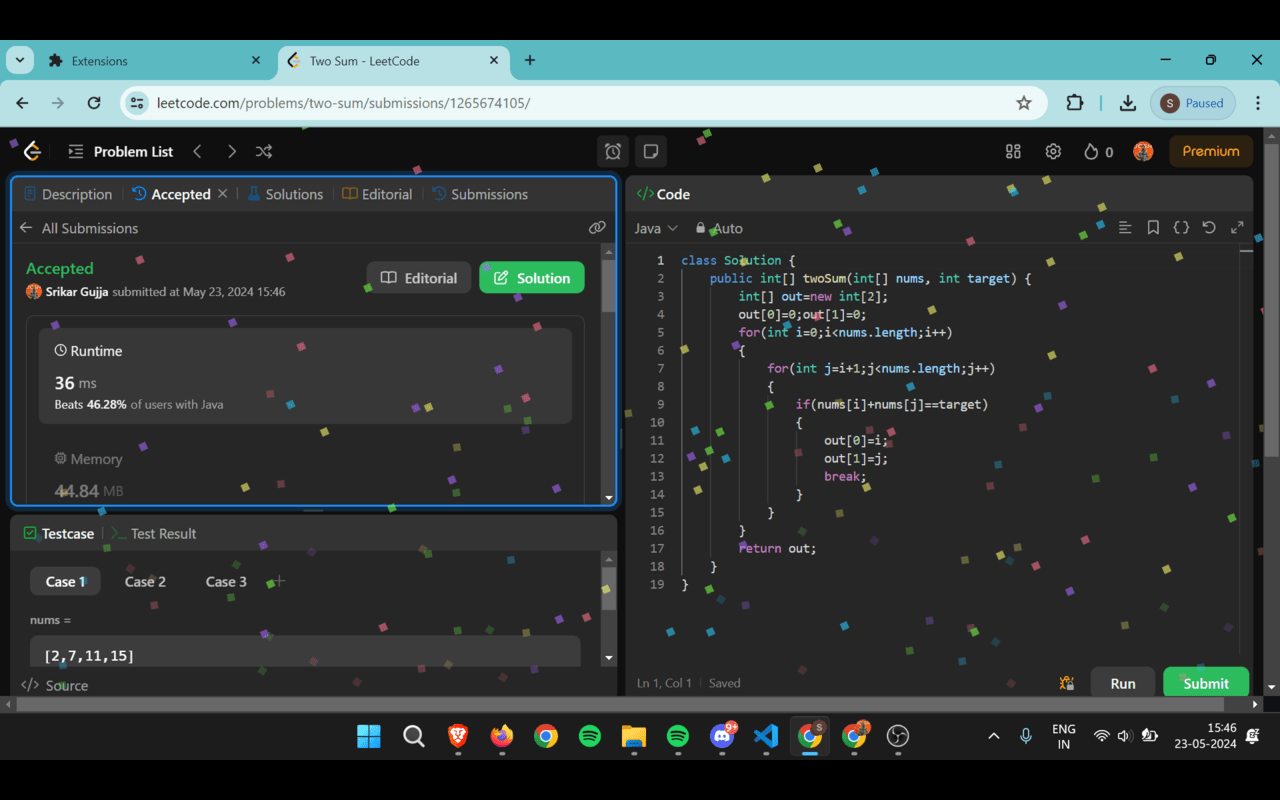 Extensions
Two Sum - LeetCode
leetcode.com/problems/two-sum/submissions/1265674105/
S Paused
Problem List
0
Premium
Description
Accepted
Solutions
Editorial
Submissions
All Submissions
Accepted
Srikar Gujja submitted at May 23, 2024 15:46
Editorial
Solution
Runtime
36 ms
Beats 46.28% of users with Java
Memory
44.84 MB
Testcase
Test Result
Case 1
Case 2
Case 3
nums =
[2,7,11,15]
</> Source
</> Code
Java
Auto
1 class Solution {
2 public int[] twoSum(int[] nums, int target) {
3 int[] out=new int[2];
4 out[0]=0;out[1]=0;
5 for(int i=0;i<nums.length;i++)
6 {
7 for(int j=i+1;j<nums.length;j++)
8 {
9 if(nums[i]+nums[j]==target)
10 {
11 out[0]=i;
12 out[1]=j;
13 break;
14 }
15 }
16 }
17 return out;
18 }
19 }
Ln 1, Col 1 Saved
Run
Submit
9+
S
ENG
IN
15:46
23-05-2024